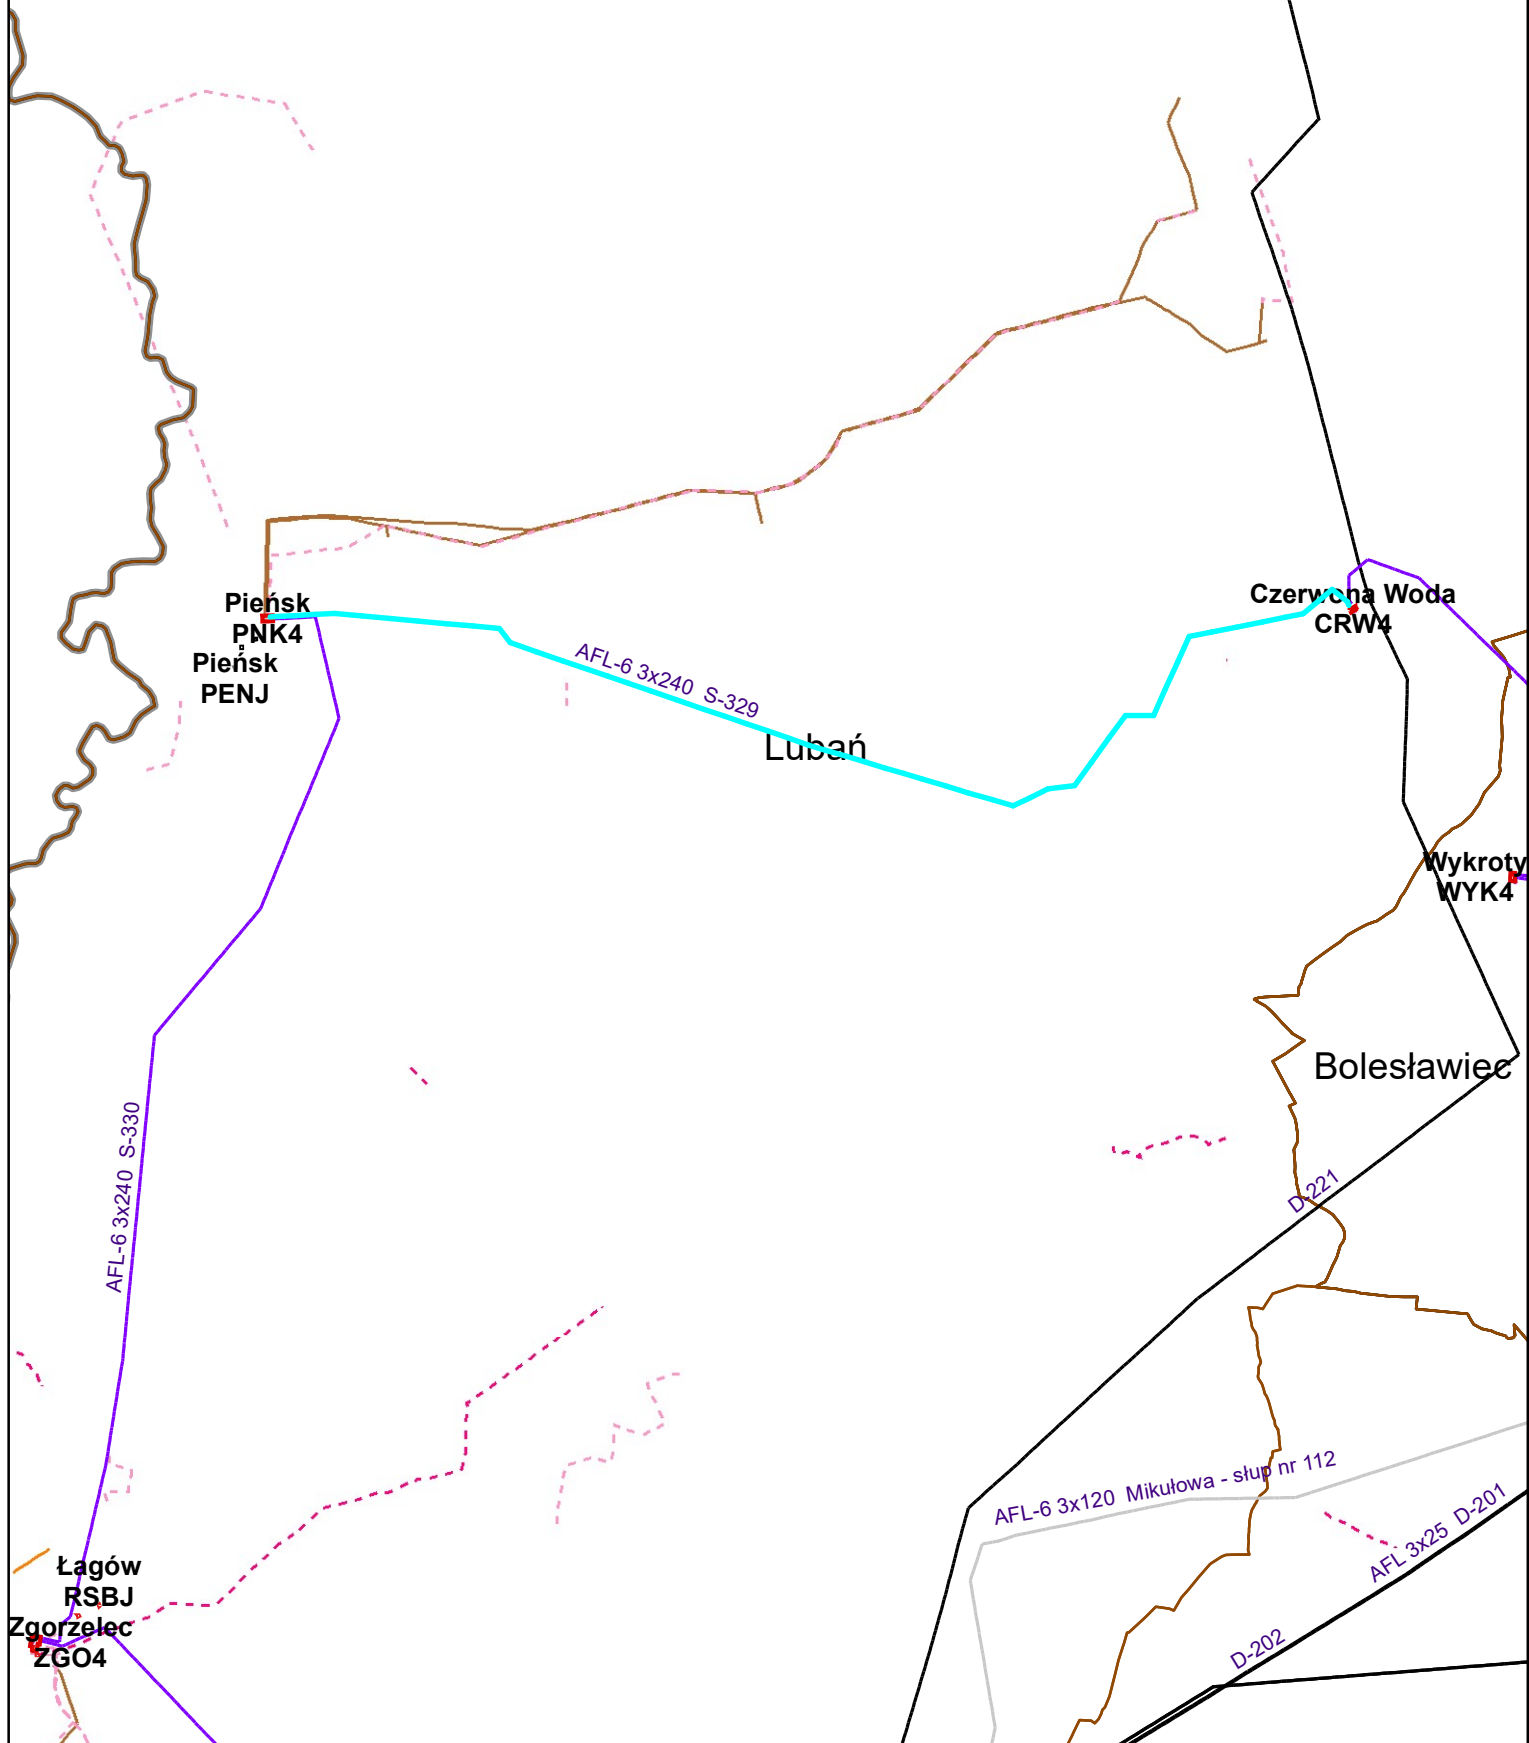 Pieńsk
PNK4
Pieńsk
PENJ
Czerwona Woda
CRW4
AFL-6 3x240 S-329
Lubań
Wykroty
WYK4
Bolesławiec
AFL-6 3x240 S-330
D-221
AFL-6 3x120 Mikułowa - słup nr 112
AFL 3x25 D-201
D-202
Łagów
RSBJ
Zgorzelec
ZGO4